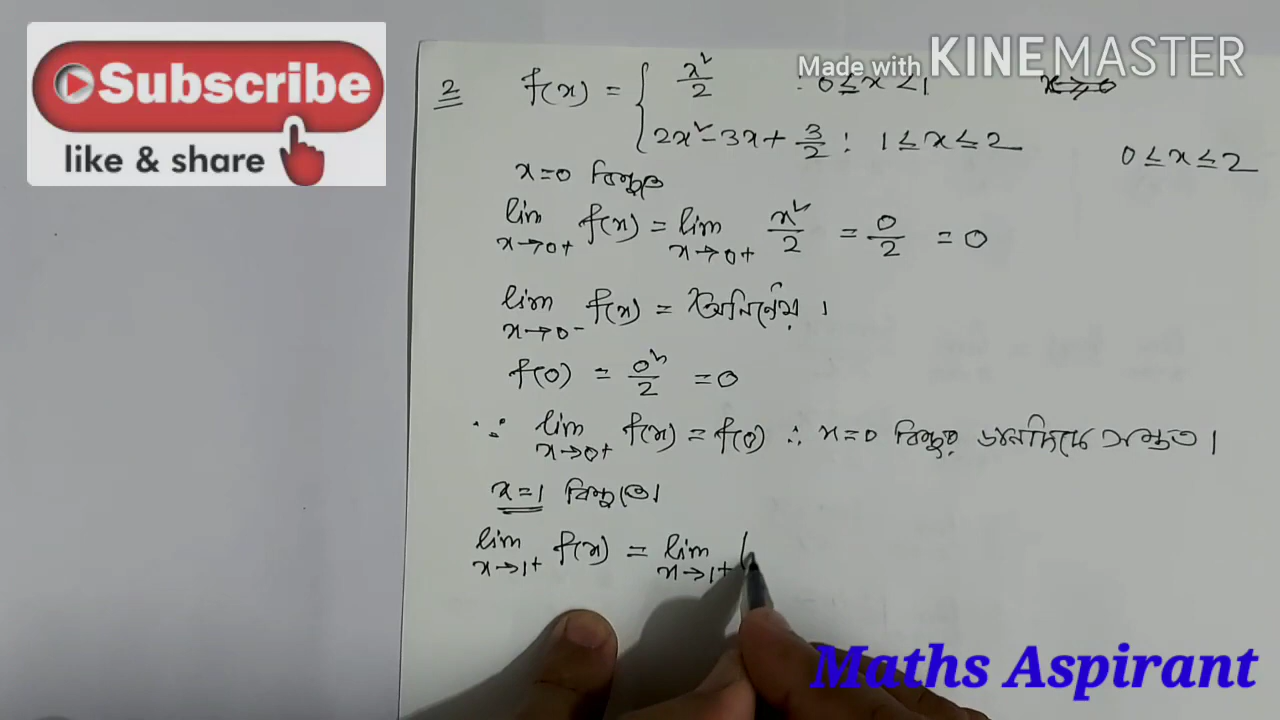 Subscribe
like & share
Made with KINEMASTER
2 f(x) = { x²/2 : 0 ≤ x < 1
2x² - 3x + 3/2 : 1 ≤ x ≤ 2
0 ≤ x ≤ 2
x = 0 বিন্দুতে
lim x→0+ f(x) = lim x→0+ x²/2 = 0/2 = 0
lim x→0- f(x) = অনির্ণেয় ।
f(0) = 0²/2 = 0
∵ lim x→0+ f(x) = f(0) ∴ x = 0 বিন্দুর ডানদিকে সন্তত ।
x = 1 বিন্দুতে।
lim x→1+ f(x) = lim x→1+ (
Maths Aspirant